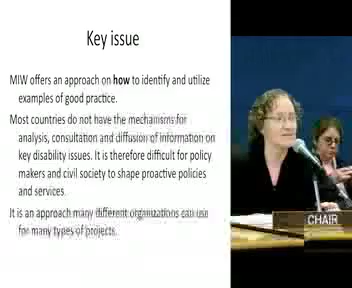 Key issue
MIW offers an approach on how to identify and utilize
examples of good practice.
Most countries do not have the mechanisms for
analysis, consultation and diffusion of information on
key disability issues. It is therefore difficult for policy
makers and civil society to shape proactive policies
and services.
It is an approach many different organizations can use
for many types of projects.
CHAIR